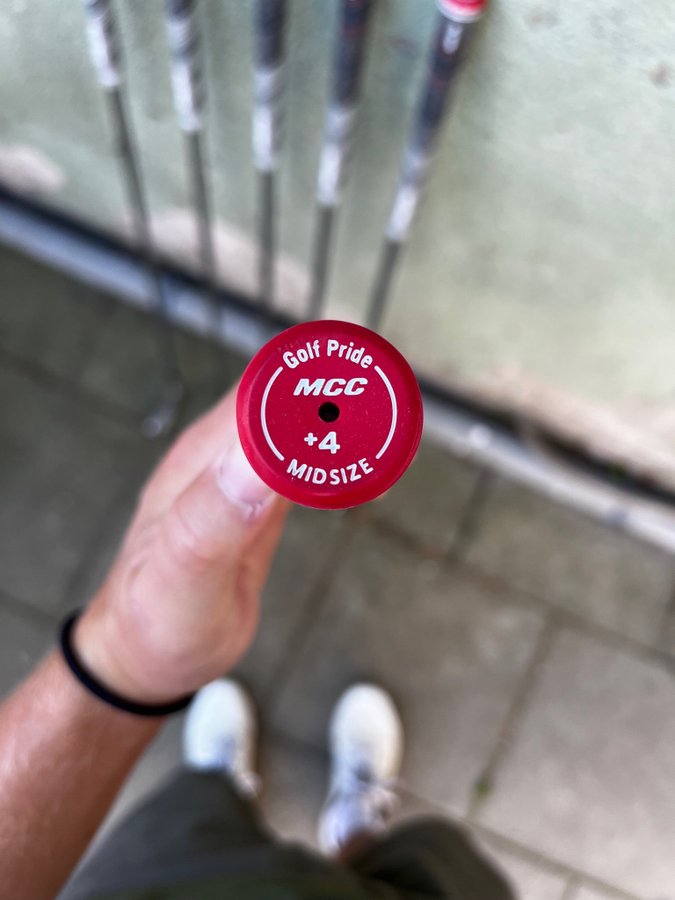 Golf Pride
MCC
+4
MIDSIZE